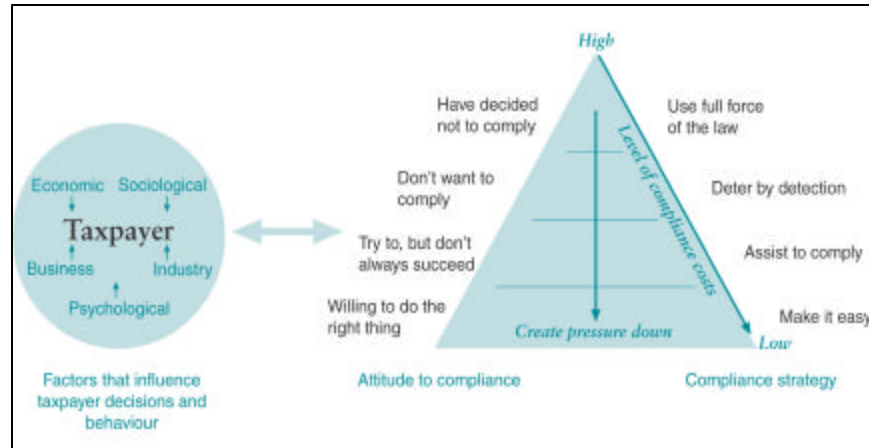 Economic Sociological
Taxpayer
Business Industry
Psychological
Factors that influence
taxpayer decisions and
behaviour
High
Have decided
not to comply
Don't want to
comply
Try to, but don't
always succeed
Willing to do the
right thing
Level of compliance costs
Create pressure down
Use full force
of the law
Deter by detection
Assist to comply
Make it easy
Low
Attitude to compliance
Compliance strategy